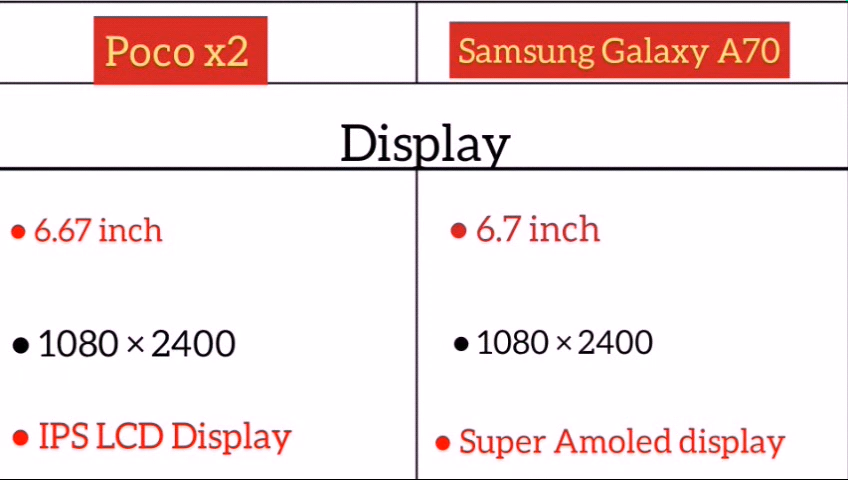 Poco x2
Samsung Galaxy A70
Display
• 6.67 inch
• 6.7 inch
• 1080 × 2400
• 1080 × 2400
• IPS LCD Display
• Super Amoled display